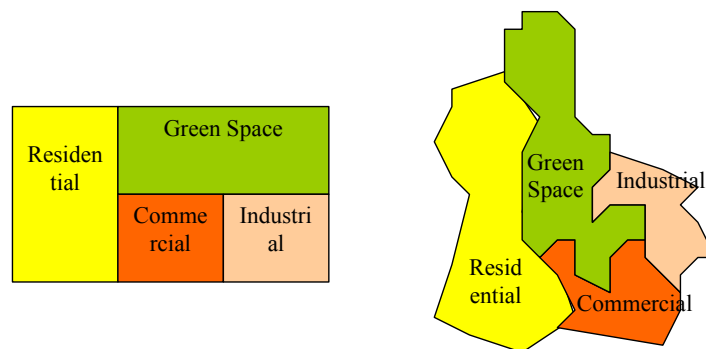 Green Space
Residen
tial
Comme
rcial
Industri
al
Green
Space
Industrial
Resid
ential
Commercial